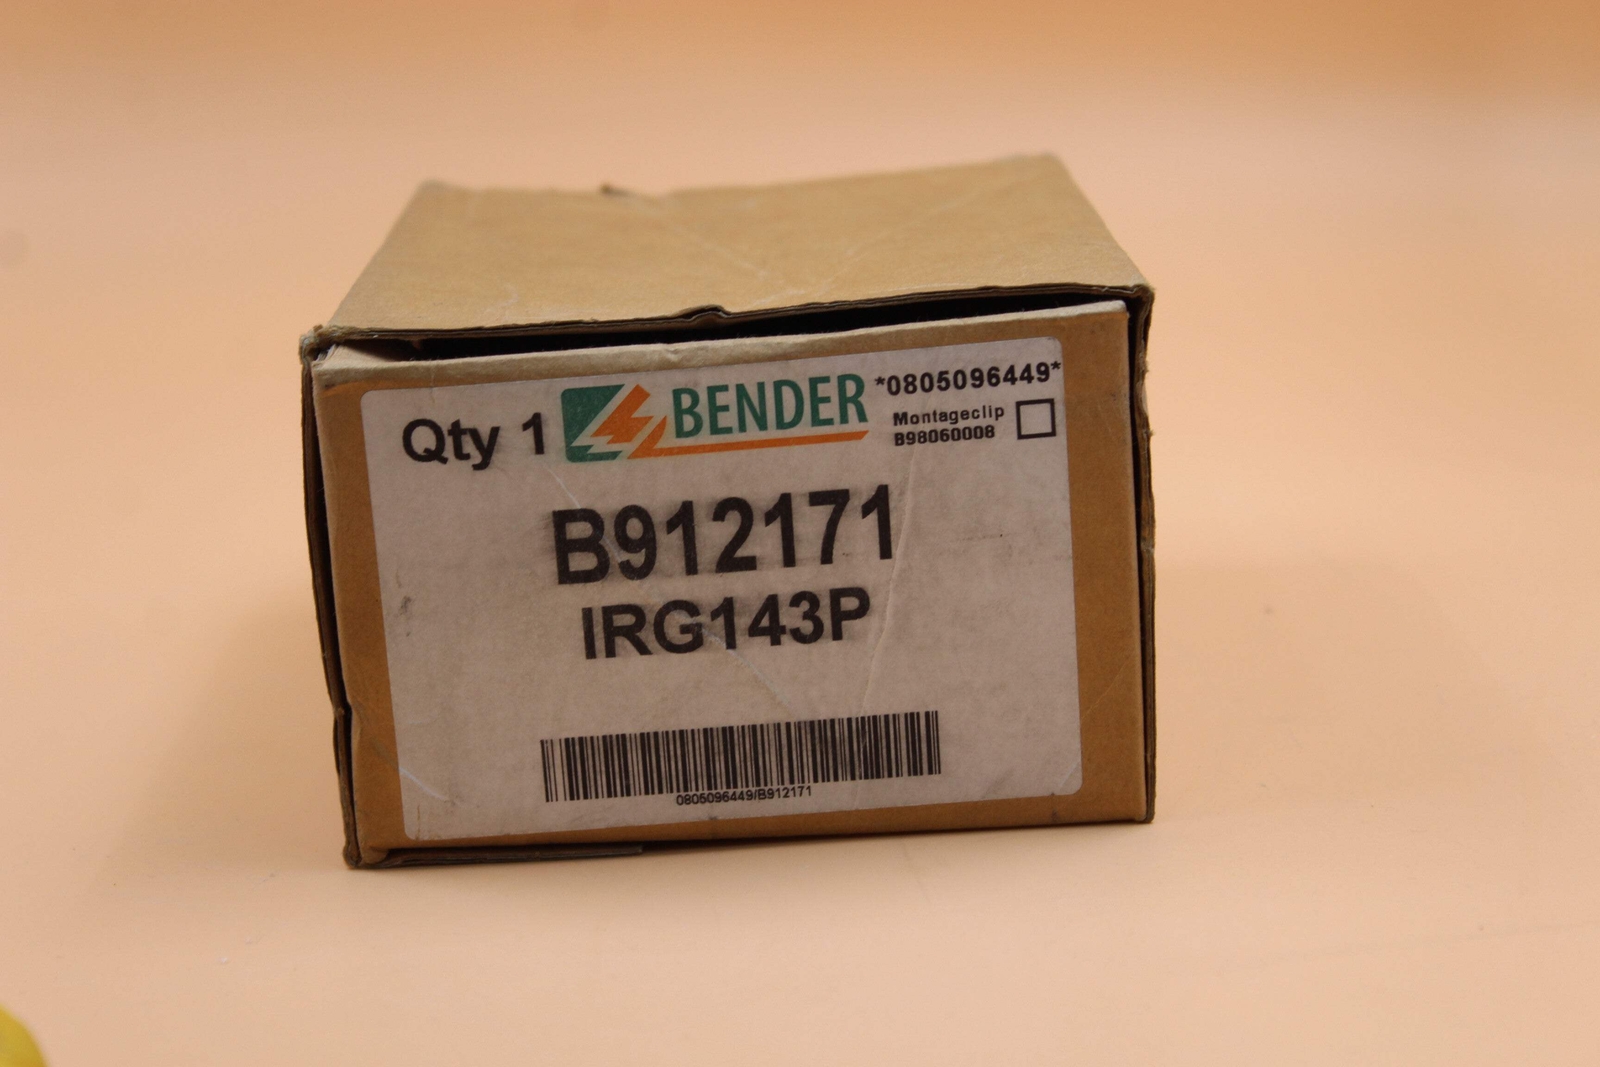 Qty 1 BENDER *0805096449*
Montageclip
B98060008
B912171
IRG143P
0805096449/B912171